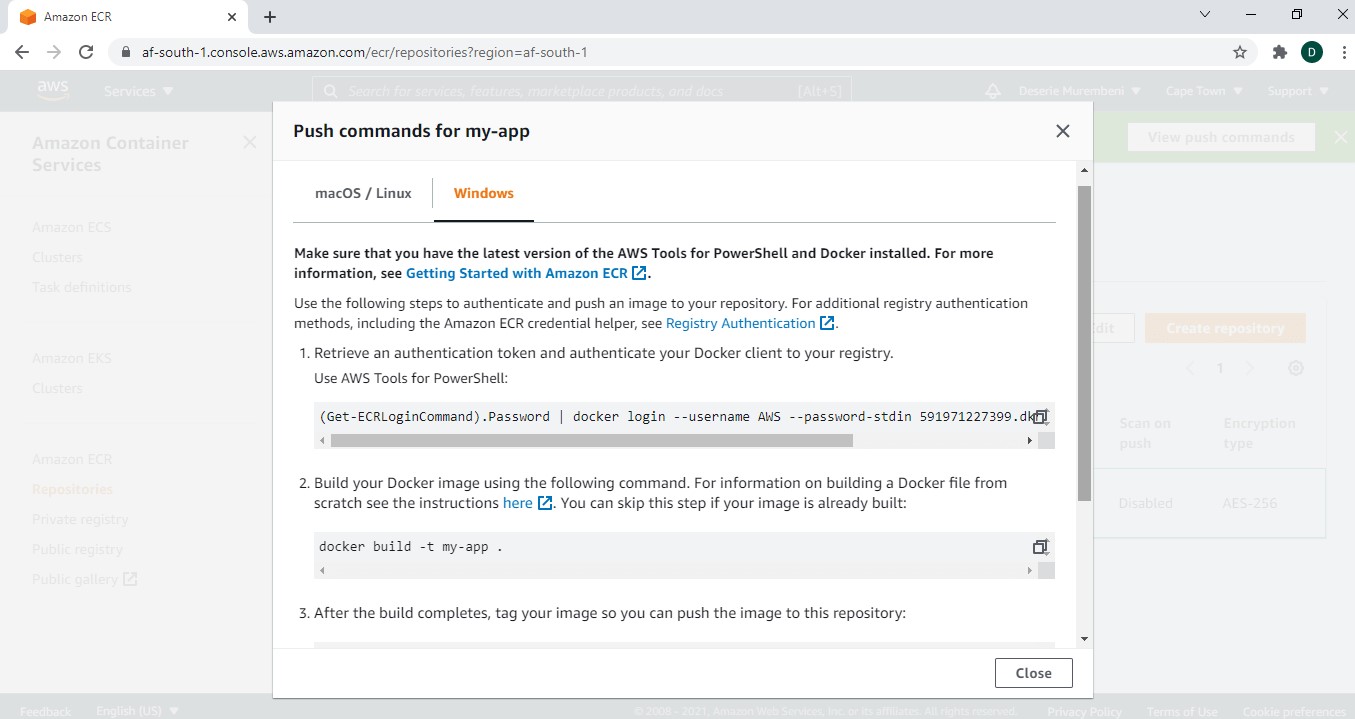 Amazon ECR
af-south-1.console.aws.amazon.com/ecr/repositories?region=af-south-1
D
aws
Services
Search for services, features, marketplace products, and docs [Alt+S]
Deserie Murembeni
Cape Town
Support
Amazon Container
Services
Amazon ECS
Clusters
Task definitions
Amazon EKS
Clusters
Amazon ECR
Repositories
Private registry
Public registry
Public gallery
View push commands
Push commands for my-app
macOS / Linux
Windows
Make sure that you have the latest version of the AWS Tools for PowerShell and Docker installed. For more
information, see Getting Started with Amazon ECR.
Use the following steps to authenticate and push an image to your repository. For additional registry authentication
methods, including the Amazon ECR credential helper, see Registry Authentication.
1. Retrieve an authentication token and authenticate your Docker client to your registry.
Use AWS Tools for PowerShell:
(Get-ECRLoginCommand).Password | docker login --username AWS --password-stdin 591971227399.dk
2. Build your Docker image using the following command. For information on building a Docker file from
scratch see the instructions here. You can skip this step if your image is already built:
docker build -t my-app .
3. After the build completes, tag your image so you can push the image to this repository:
Close
dit
Create repository
1
Scan on
push
Encryption
type
Disabled
AES-256
Feedback
English (US)
© 2008 - 2021, Amazon Web Services, Inc. or its affiliates. All rights reserved.
Privacy Policy
Terms of Use
Cookie preferences